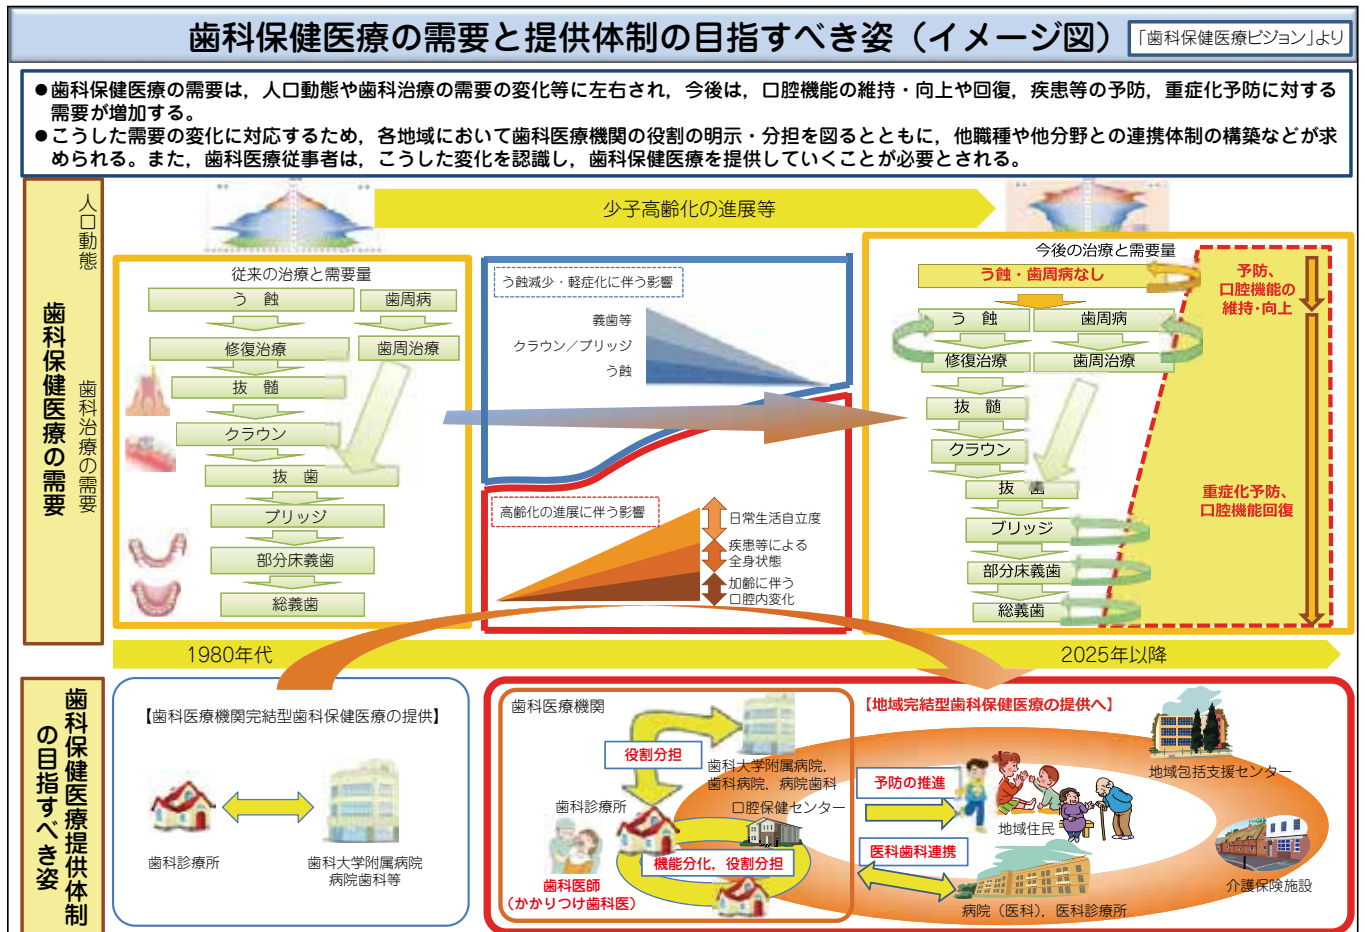 歯科保健医療の需要と提供体制の目指すべき姿（イメージ図）
「歯科保健医療ビジョン」より
●歯科保健医療の需要は，人口動態や歯科治療の需要の変化等に左右され，今後は，口腔機能の維持・向上や回復，疾患等の予防，重症化予防に対する
需要が増加する。
●こうした需要の変化に対応するため，各地域において歯科医療機関の役割の明示・分担を図るとともに，他職種や他分野との連携体制の構築などが求
められる。また，歯科医療従事者は，こうした変化を認識し，歯科保健医療を提供していくことが必要とされる。
歯科保健医療の需要
人口動態
歯科治療の需要
少子高齢化の進展等
従来の治療と需要量
う　蝕
歯周病
修復治療
歯周治療
抜　髄
クラウン
抜　歯
ブリッジ
部分床義歯
総義歯
う蝕減少・軽症化に伴う影響
義歯等
クラウン／ブリッジ
う蝕
高齢化の進展に伴う影響
日常生活自立度
疾患等による
全身状態
加齢に伴う
口腔内変化
今後の治療と需要量
う蝕・歯周病なし
う　蝕
歯周病
修復治療
歯周治療
抜　髄
クラウン
抜　歯
ブリッジ
部分床義歯
総義歯
予防、
口腔機能の
維持・向上
重症化予防、
口腔機能回復
1980年代
2025年以降
歯科保健医療提供体制
の目指すべき姿
【歯科医療機関完結型歯科保健医療の提供】
歯科診療所
歯科大学附属病院
病院歯科等
歯科医療機関
【地域完結型歯科保健医療の提供へ】
役割分担
歯科大学附属病院，
歯科病院，病院歯科
歯科診療所
口腔保健センター
機能分化，役割分担
歯科医師
（かかりつけ歯科医）
予防の推進
医科歯科連携
地域住民
病院（医科），医科診療所
地域包括支援センター
介護保険施設